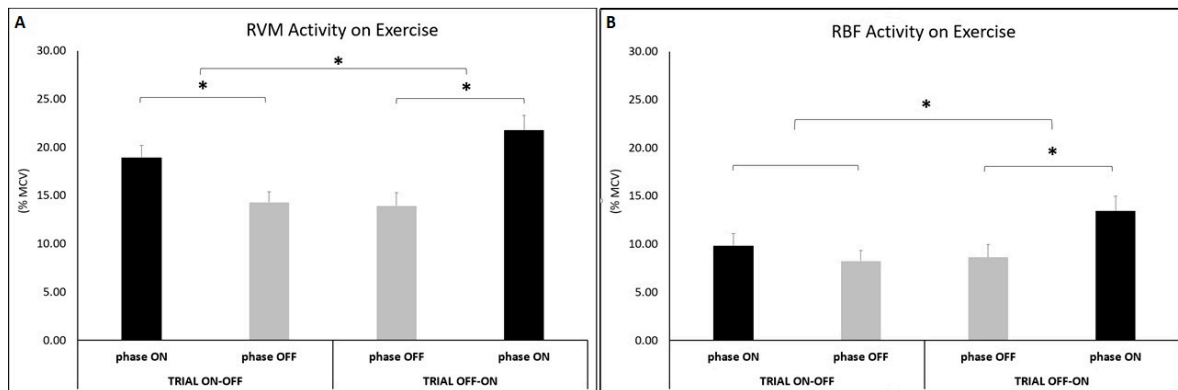 A
RVM Activity on Exercise
30.00
25.00
20.00
15.00
10.00
5.00
0.00
(% MCV)
*
*
*
phase ON phase OFF phase OFF phase ON
TRIAL ON-OFF TRIAL OFF-ON
B
RBF Activity on Exercise
30.00
25.00
20.00
15.00
10.00
5.00
0.00
(% MCV)
*
*
phase ON phase OFF phase OFF phase ON
TRIAL ON-OFF TRIAL OFF-ON